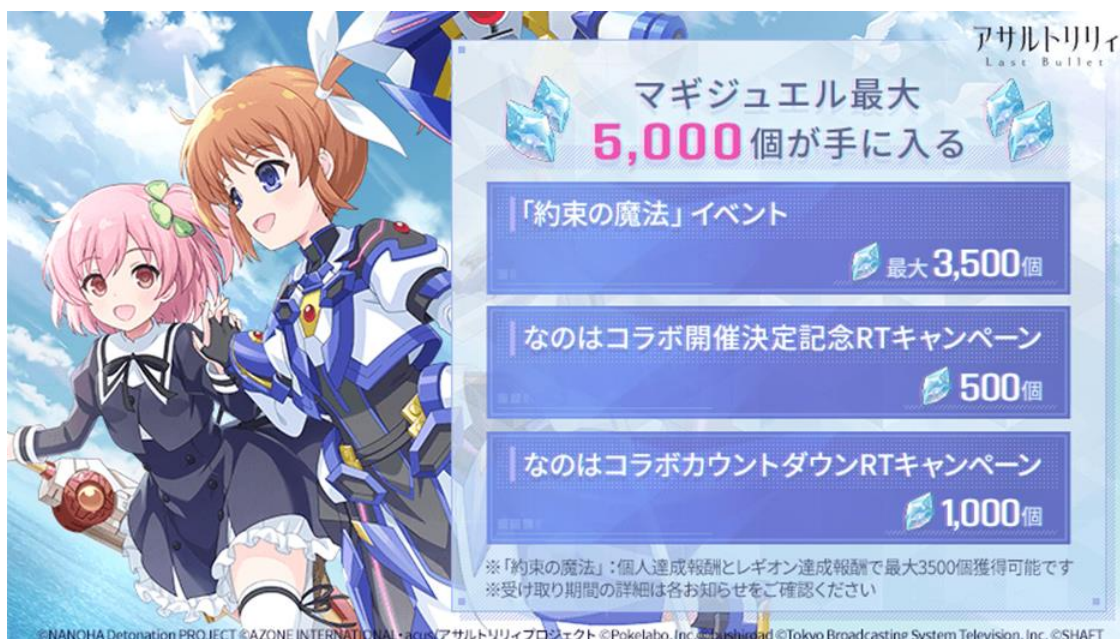 アサルトリリィ
Last Bullet
マギジュエル最大
5,000個が手に入る
「約束の魔法」イベント
最大3,500個
なのはコラボ開催決定記念RTキャンペーン
500個
なのはコラボカウントダウンRTキャンペーン
1,000個
※「約束の魔法」：個人達成報酬とレギオン達成報酬で最大3500個獲得可能です
※受け取り期間の詳細は各お知らせをご確認ください
©NANOHA Detonation PROJECT ©AZONE INTERNATIONAL・acus/アサルトリリィプロジェクト ©Pokelabo, Inc. ©bushiroad ©Tokyo Broadcasting System Television, Inc. ©SHAFT